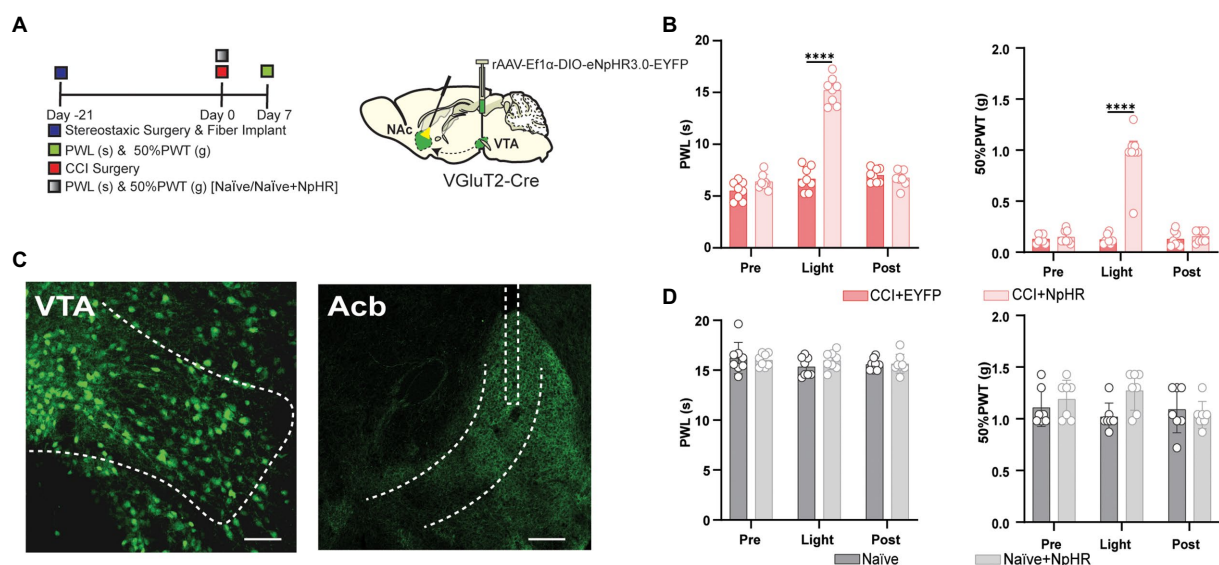 A
Day -21
Day 0
Day 7
Stereostaxic Surgery & Fiber Implant
PWL (s) & 50%PWT (g)
CCI Surgery
PWL (s) & 50%PWT (g) [Naïve/Naïve+NpHR]
rAAV-Ef1α-DIO-eNpHR3.0-EYFP
NAc
VTA
VGluT2-Cre
B
PWL (s)
20
15
10
5
0
Pre
Light
Post
****
50%PWT (g)
2.0
1.5
1.0
0.5
0.0
Pre
Light
Post
****
CCI+EYFP
CCI+NpHR
C
VTA
Acb
D
PWL (s)
20
15
10
5
0
Pre
Light
Post
50%PWT (g)
2.0
1.5
1.0
0.5
0.0
Pre
Light
Post
Naïve
Naïve+NpHR